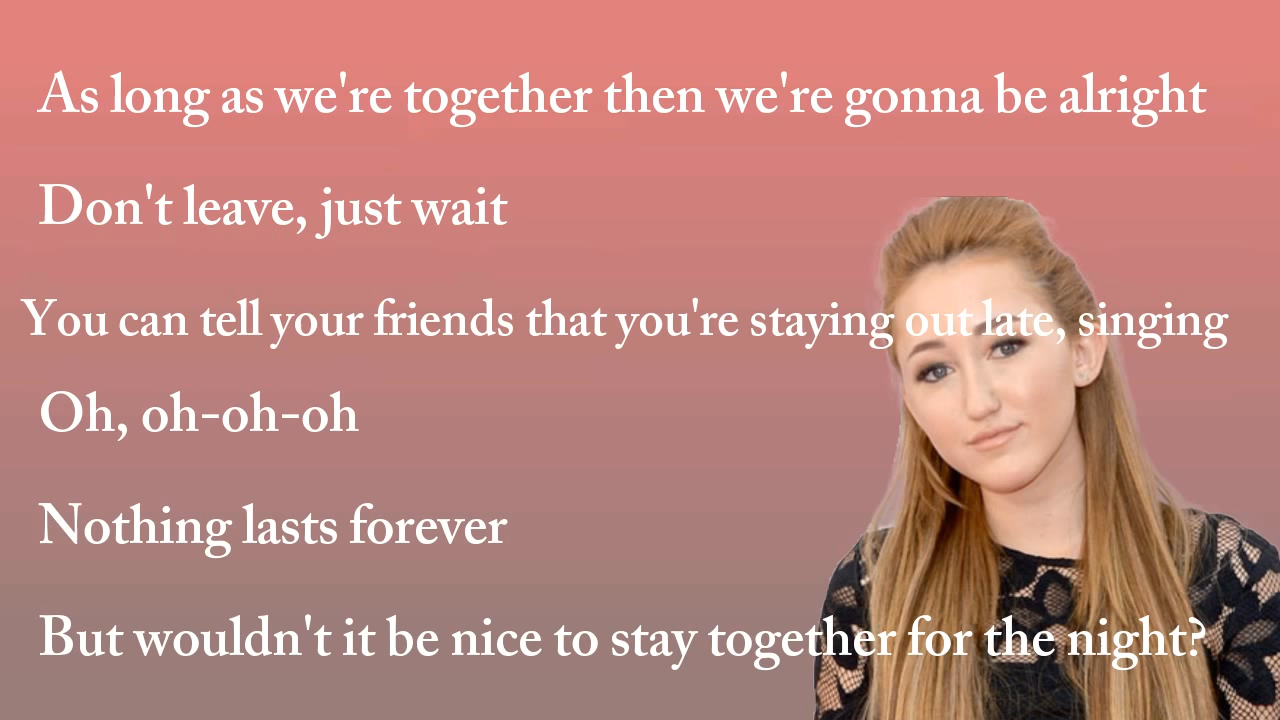 As long as we're together then we're gonna be alright
Don't leave, just wait
You can tell your friends that you're staying out late, singing
Oh, oh-oh-oh
Nothing lasts forever
But wouldn't it be nice to stay together for the night?